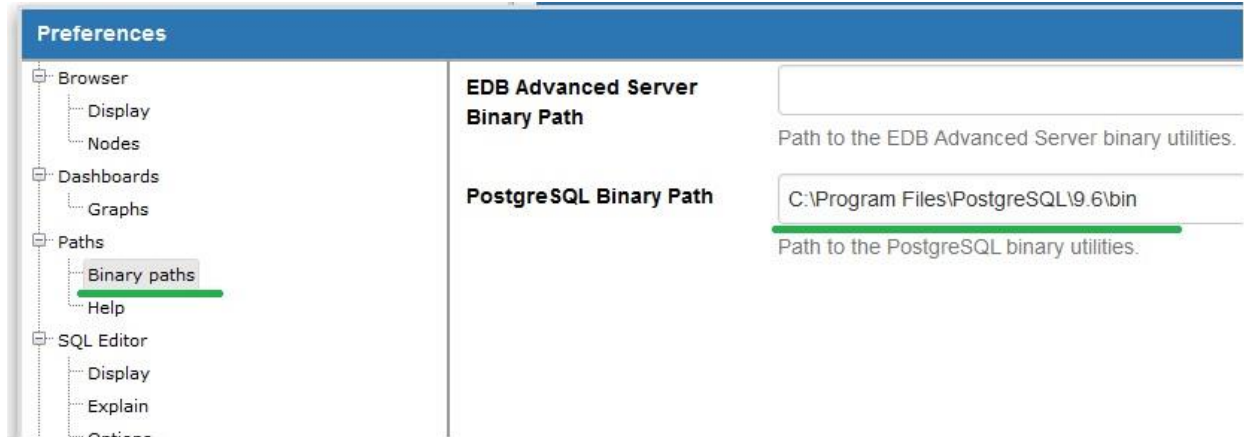 Preferences
Browser
Display
Nodes
Dashboards
Graphs
Paths
Binary paths
Help
SQL Editor
Display
Explain
Options
EDB Advanced Server
Binary Path
Path to the EDB Advanced Server binary utilities.
PostgreSQL Binary Path
C:\Program Files\PostgreSQL\9.6\bin
Path to the PostgreSQL binary utilities.